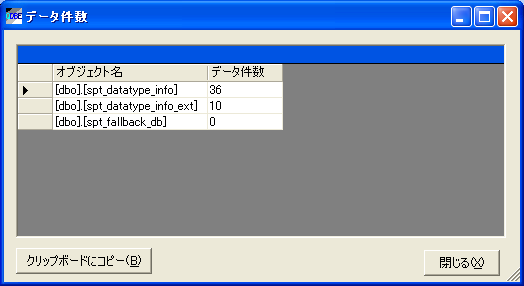 データ件数
オブジェクト名 データ件数
[dbo].[spt_datatype_info] 36
[dbo].[spt_datatype_info_ext] 10
[dbo].[spt_fallback_db] 0
クリップボードにコピー(B) 閉じる(X)